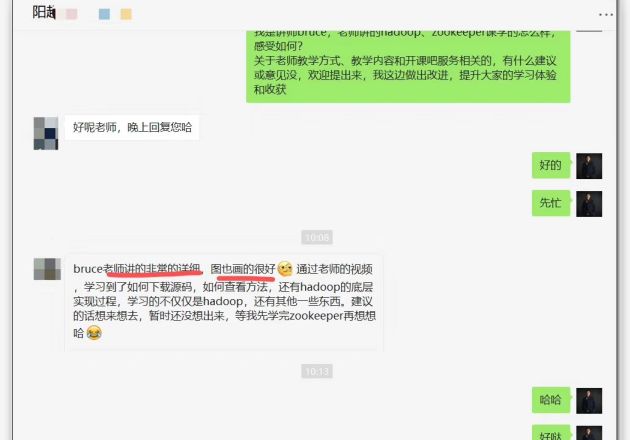 阳超
我是讲师bruce，老师讲的hadoop、zookeeper课学的怎么样，
感受如何？
关于老师教学方式、教学内容和开课吧服务相关的，有什么建议
或意见没，欢迎提出来，我这边做出改进，提升大家的学习体验
和收获
好呢老师，晚上回复您哈
好的
先忙
10:08
bruce老师讲的非常的详细，图也画的很好 通过老师的视频
，学习到了如何下载源码，如何查看方法，还有hadoop的底层
实现过程，学习的不仅仅是hadoop，还有其他一些东西。建议
的话想来想去，暂时还没想出来，等我先学完zookeeper再想想
哈
10:13
哈哈
好哒